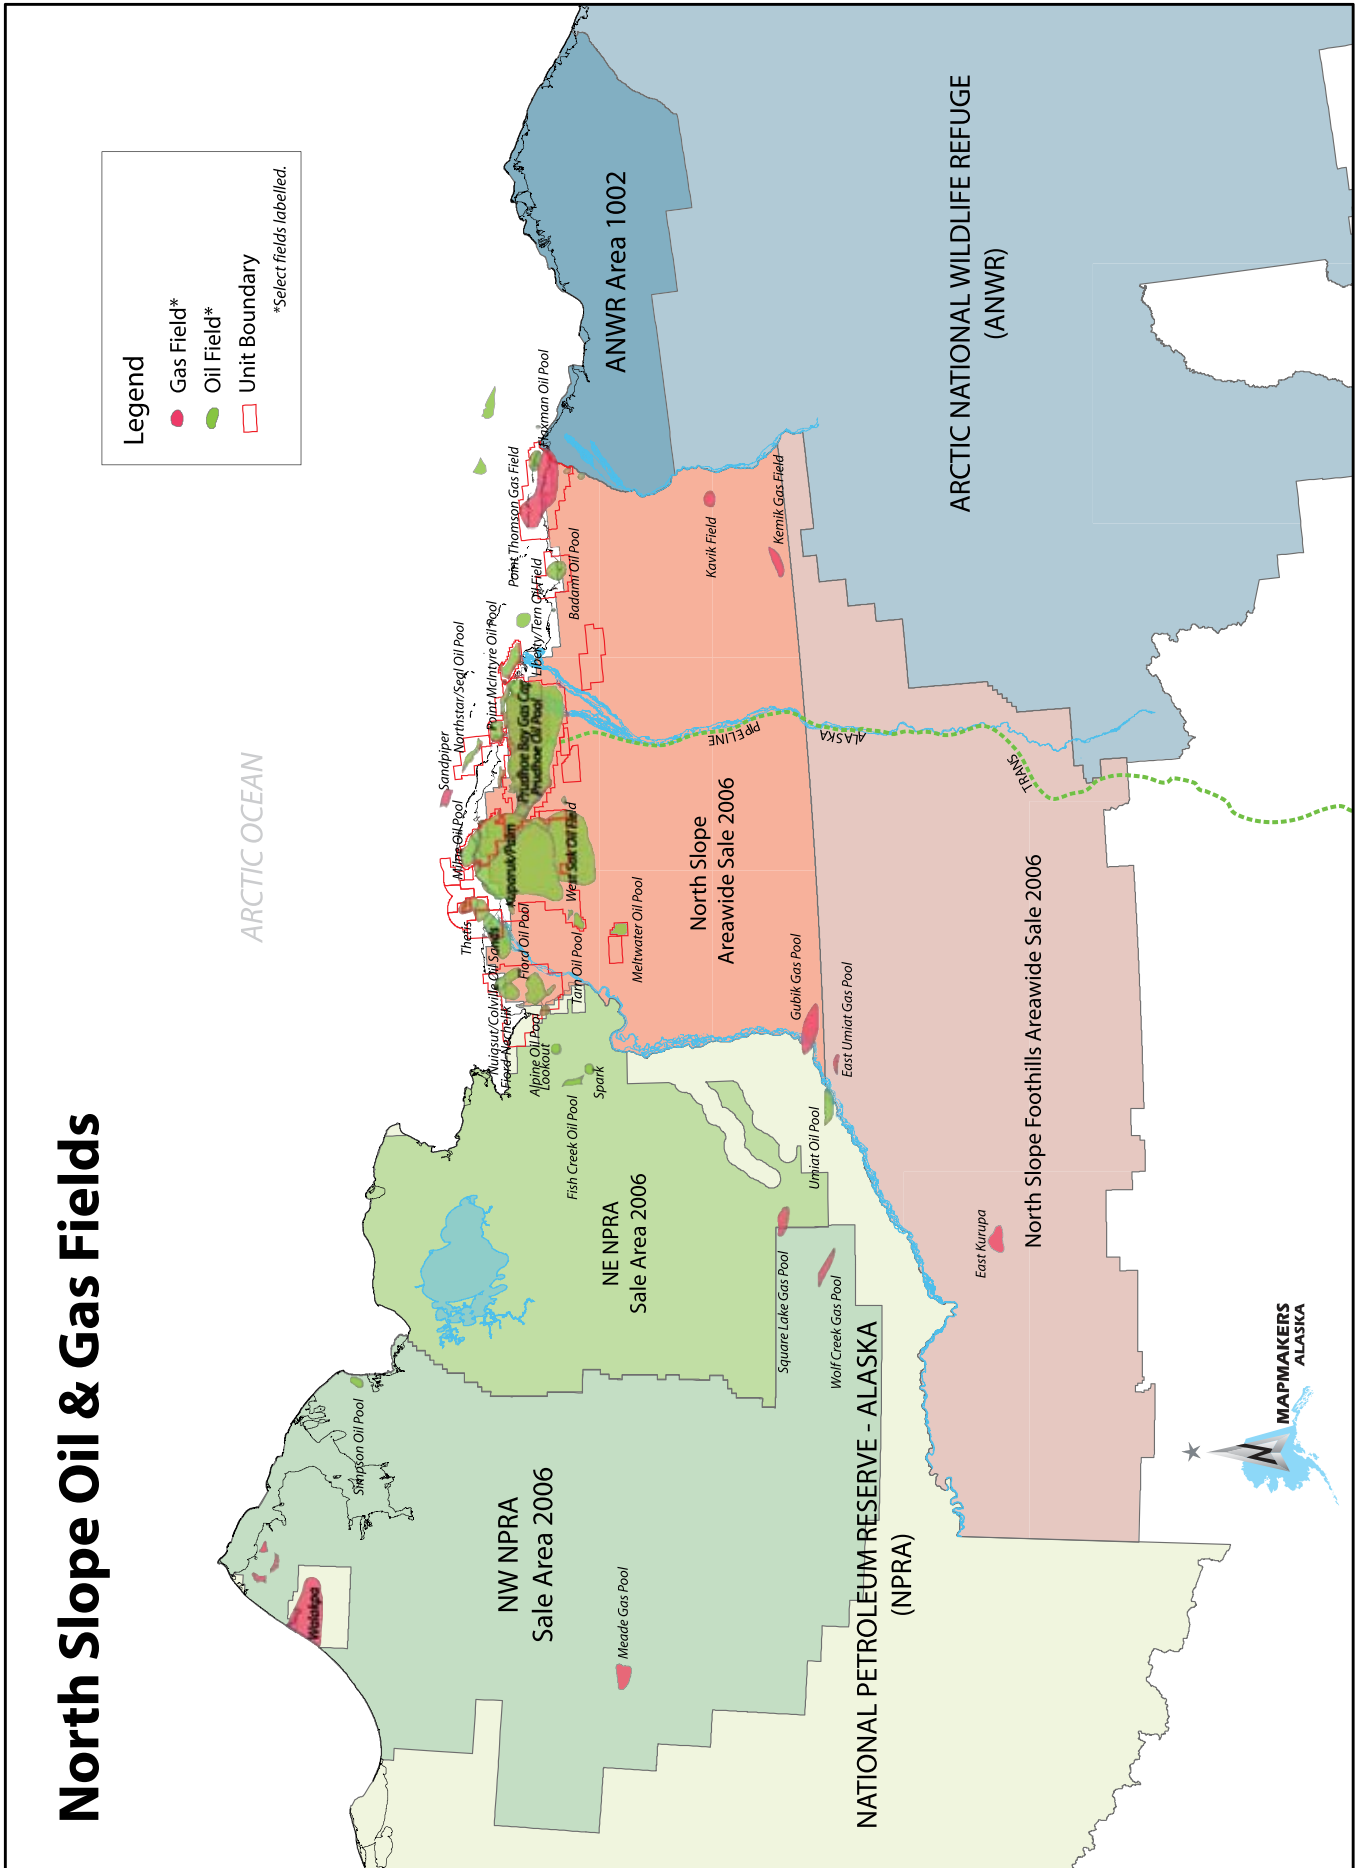 North Slope Oil & Gas Fields
Legend
Gas Field*
Oil Field*
Unit Boundary
*Select fields labelled.
ARCTIC OCEAN
Walakpa
Simpson Oil Pool
NW NPRA
Sale Area 2006
Meade Gas Pool
NATIONAL PETROLEUM RESERVE - ALASKA
(NPRA)
NE NPRA
Sale Area 2006
Square Lake Gas Pool
Wolf Creek Gas Pool
Fish Creek Oil Pool
Spark
Lookout
Alpine Oil Pool
Fiord-Nechelik
Nuiqsut/Colville Oil Sands
Fiord Oil Pool
Thetis
Tarn Oil Pool
Meltwater Oil Pool
Umiat Oil Pool
East Umiat Gas Pool
Gubik Gas Pool
East Kurupa
Milne Oil Pool
Sandpiper
Northstar/Seal Oil Pool
Point McIntyre Oil Pool
Kuparuk/Palm
West Sak Oil Field
Prudhoe Bay Gas Cap
Prudhoe Oil Pool
Liberty/Tern Oil Field
Point Thomson Gas Field
Flaxman Oil Pool
Badami Oil Pool
Kavik Field
Kemik Gas Field
North Slope
Areawide Sale 2006
North Slope Foothills Areawide Sale 2006
TRANS
ALASKA
PIPELINE
ANWR Area 1002
ARCTIC NATIONAL WILDLIFE REFUGE
(ANWR)
N
MAPMAKERS
ALASKA